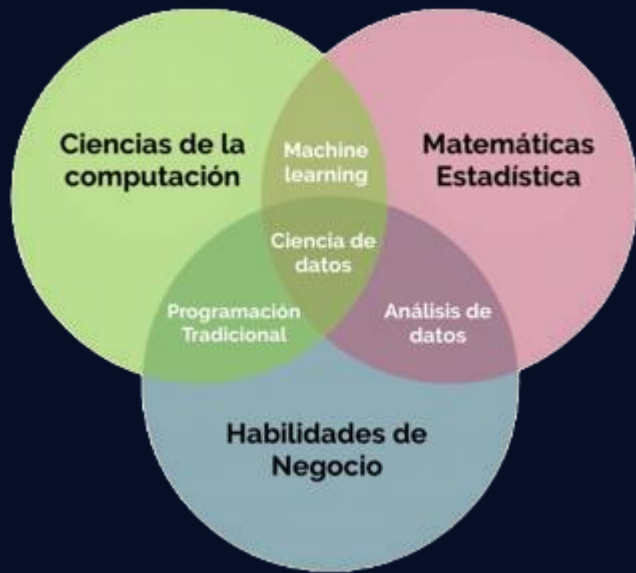 Ciencias de la
computación
Machine
learning
Matemáticas
Estadística
Ciencia de
datos
Programación
Tradicional
Análisis de
datos
Habilidades de
Negocio